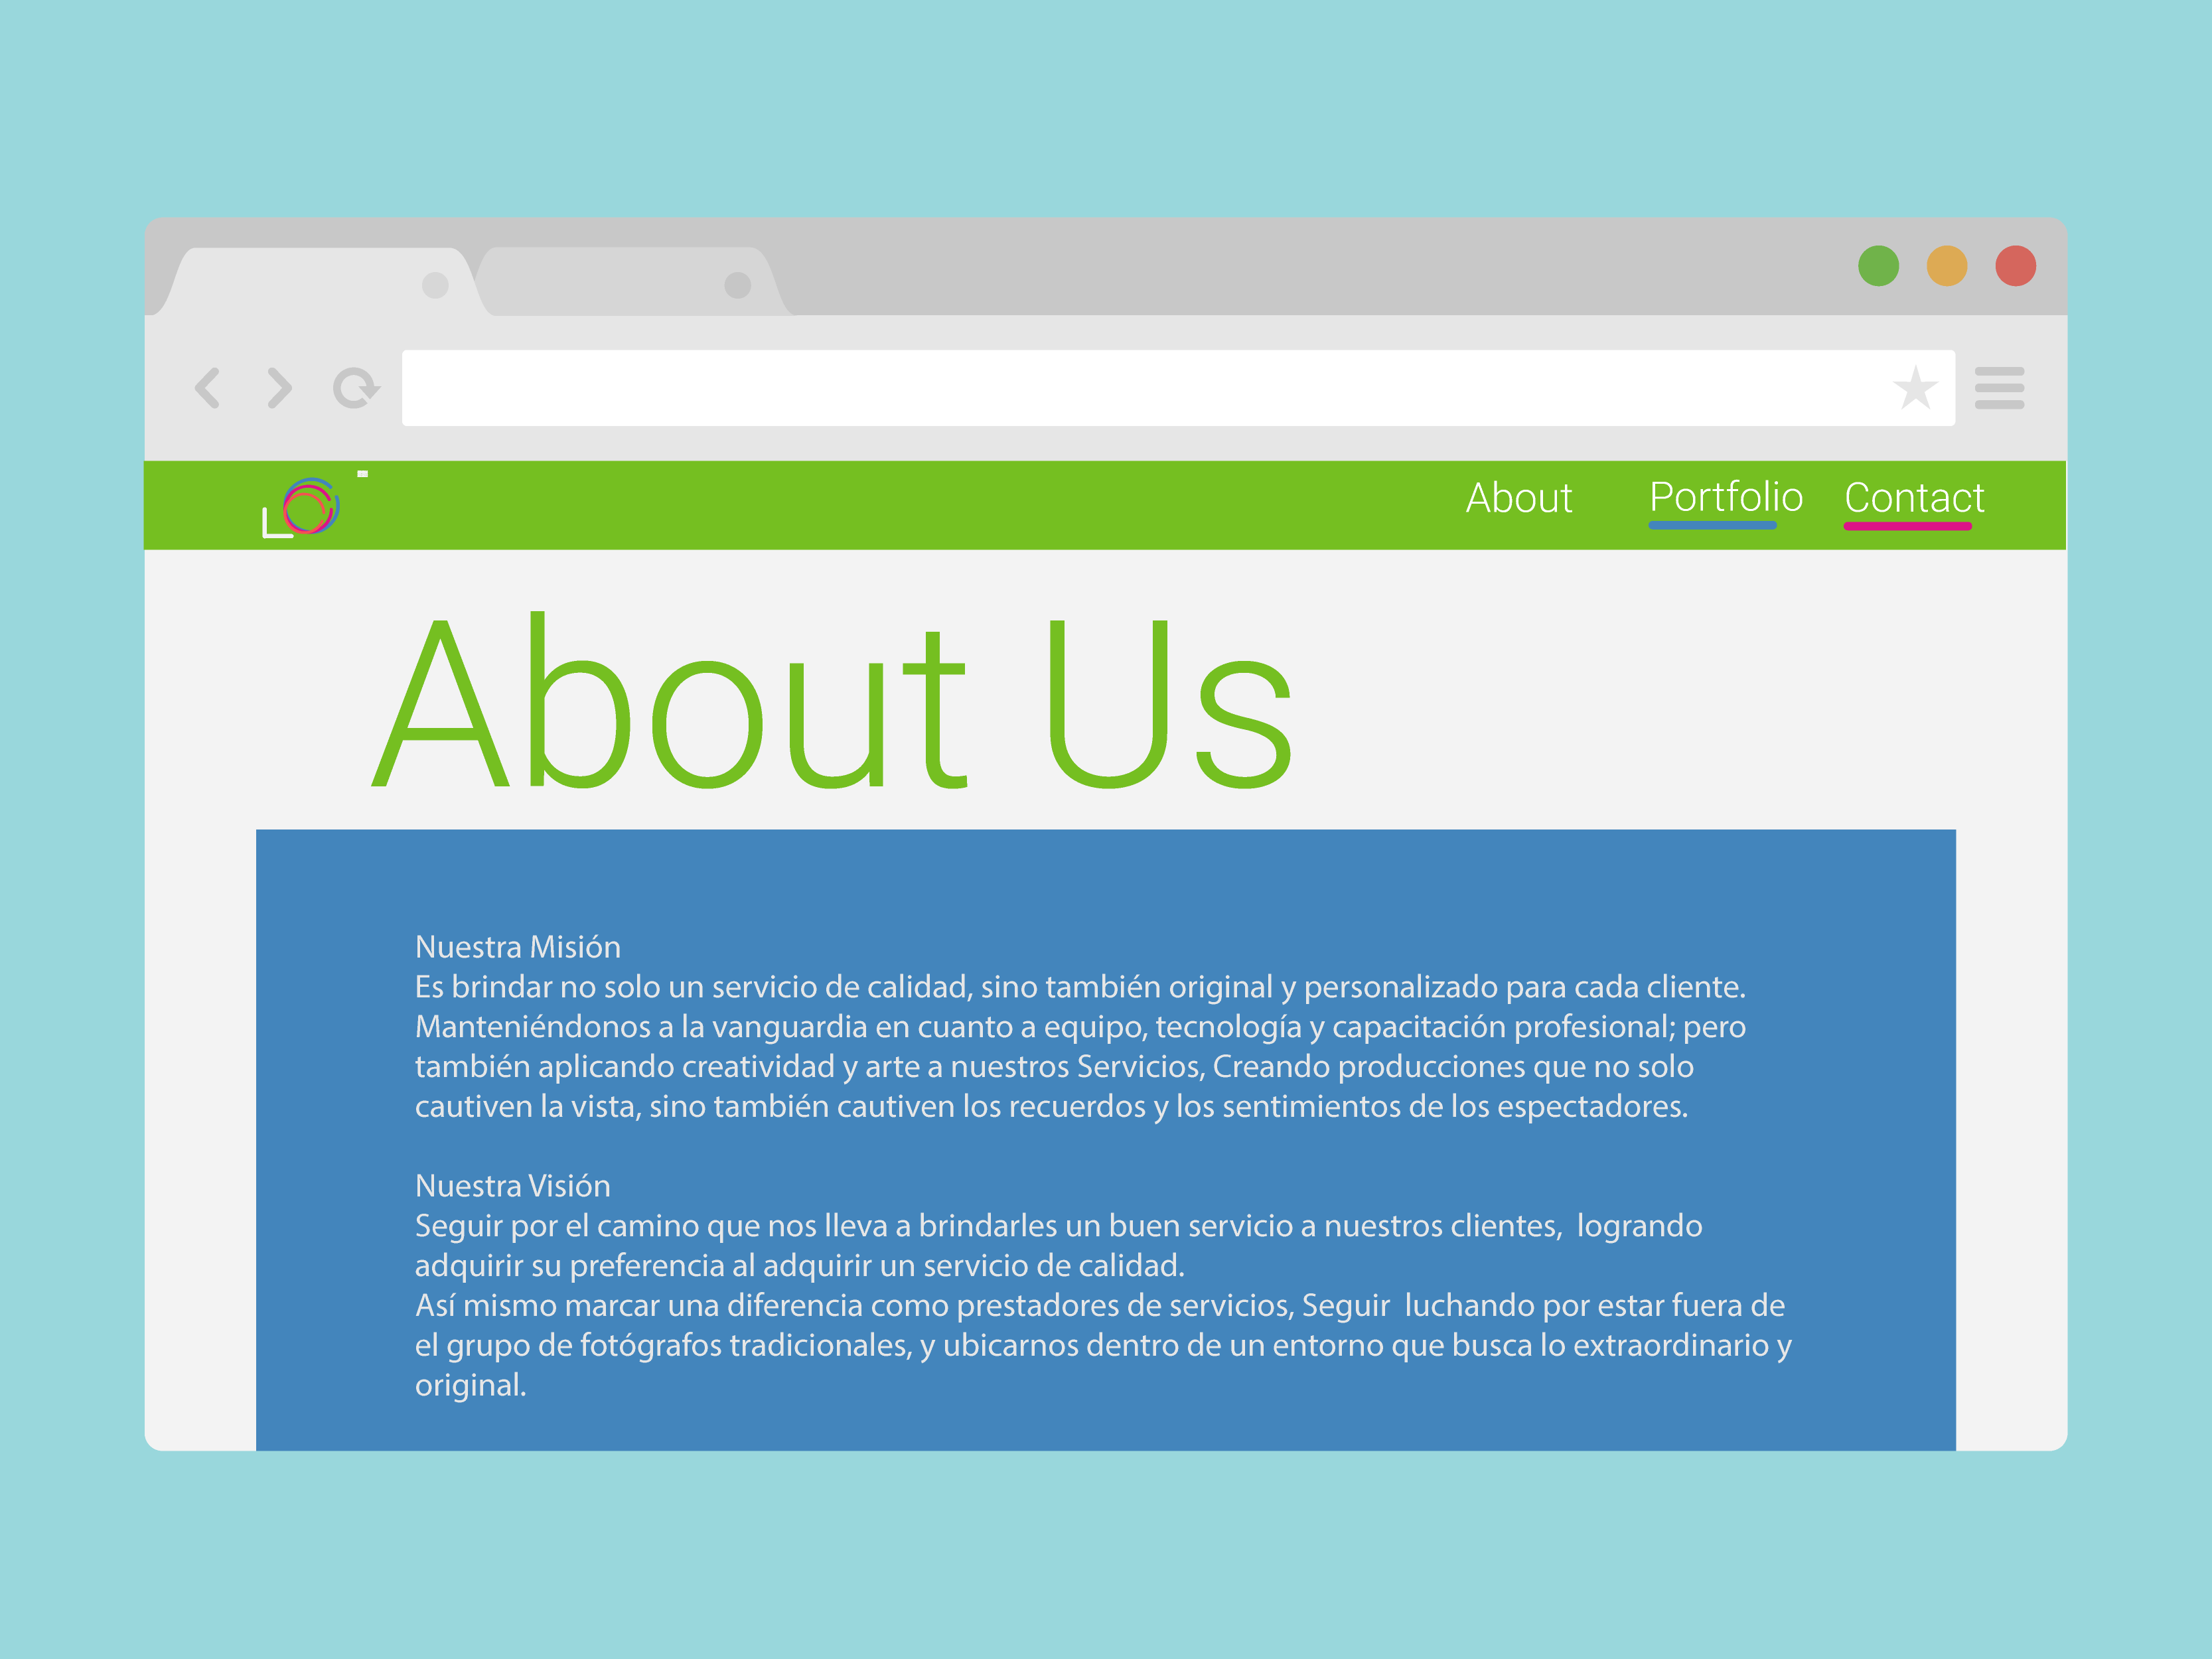 About Portfolio Contact
About Us
Nuestra Misión
Es brindar no solo un servicio de calidad, sino también original y personalizado para cada cliente.
Manteniéndonos a la vanguardia en cuanto a equipo, tecnología y capacitación profesional; pero
también aplicando creatividad y arte a nuestros Servicios, Creando producciones que no solo
cautiven la vista, sino también cautiven los recuerdos y los sentimientos de los espectadores.
Nuestra Visión
Seguir por el camino que nos lleva a brindarles un buen servicio a nuestros clientes,  logrando
adquirir su preferencia al adquirir un servicio de calidad.
Así mismo marcar una diferencia como prestadores de servicios, Seguir  luchando por estar fuera de
el grupo de fotógrafos tradicionales, y ubicarnos dentro de un entorno que busca lo extraordinario y
original.